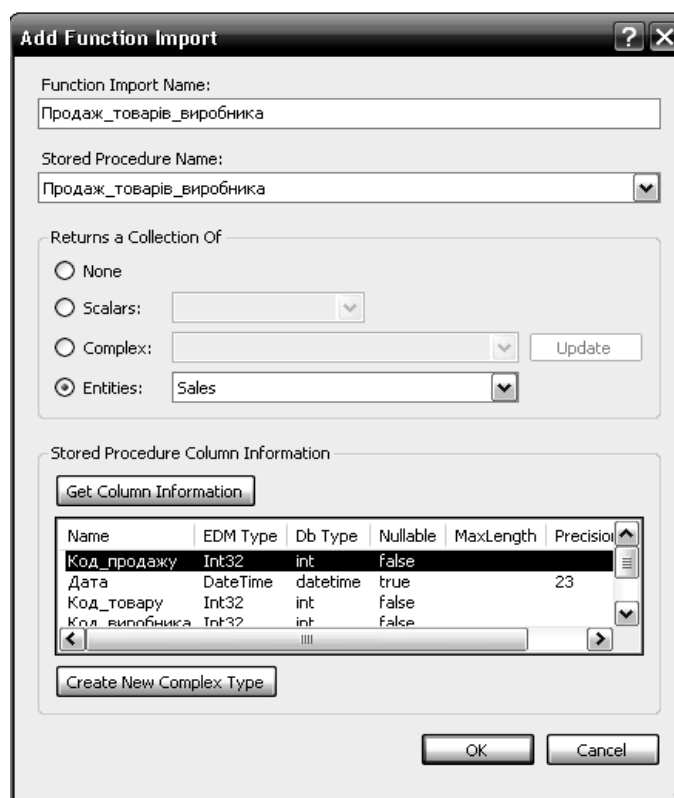 Add Function Import
Function Import Name:
Продаж_товарів_виробника
Stored Procedure Name:
Продаж_товарів_виробника
Returns a Collection Of
None
Scalars:
Complex: Update
Entities: Sales
Stored Procedure Column Information
Get Column Information
Name EDM Type Db Type Nullable MaxLength Precision
Код_продажу Int32 int false
Дата DateTime datetime true 23
Код_товару Int32 int false
Код_виробника Int32 int false
Create New Complex Type
OK Cancel